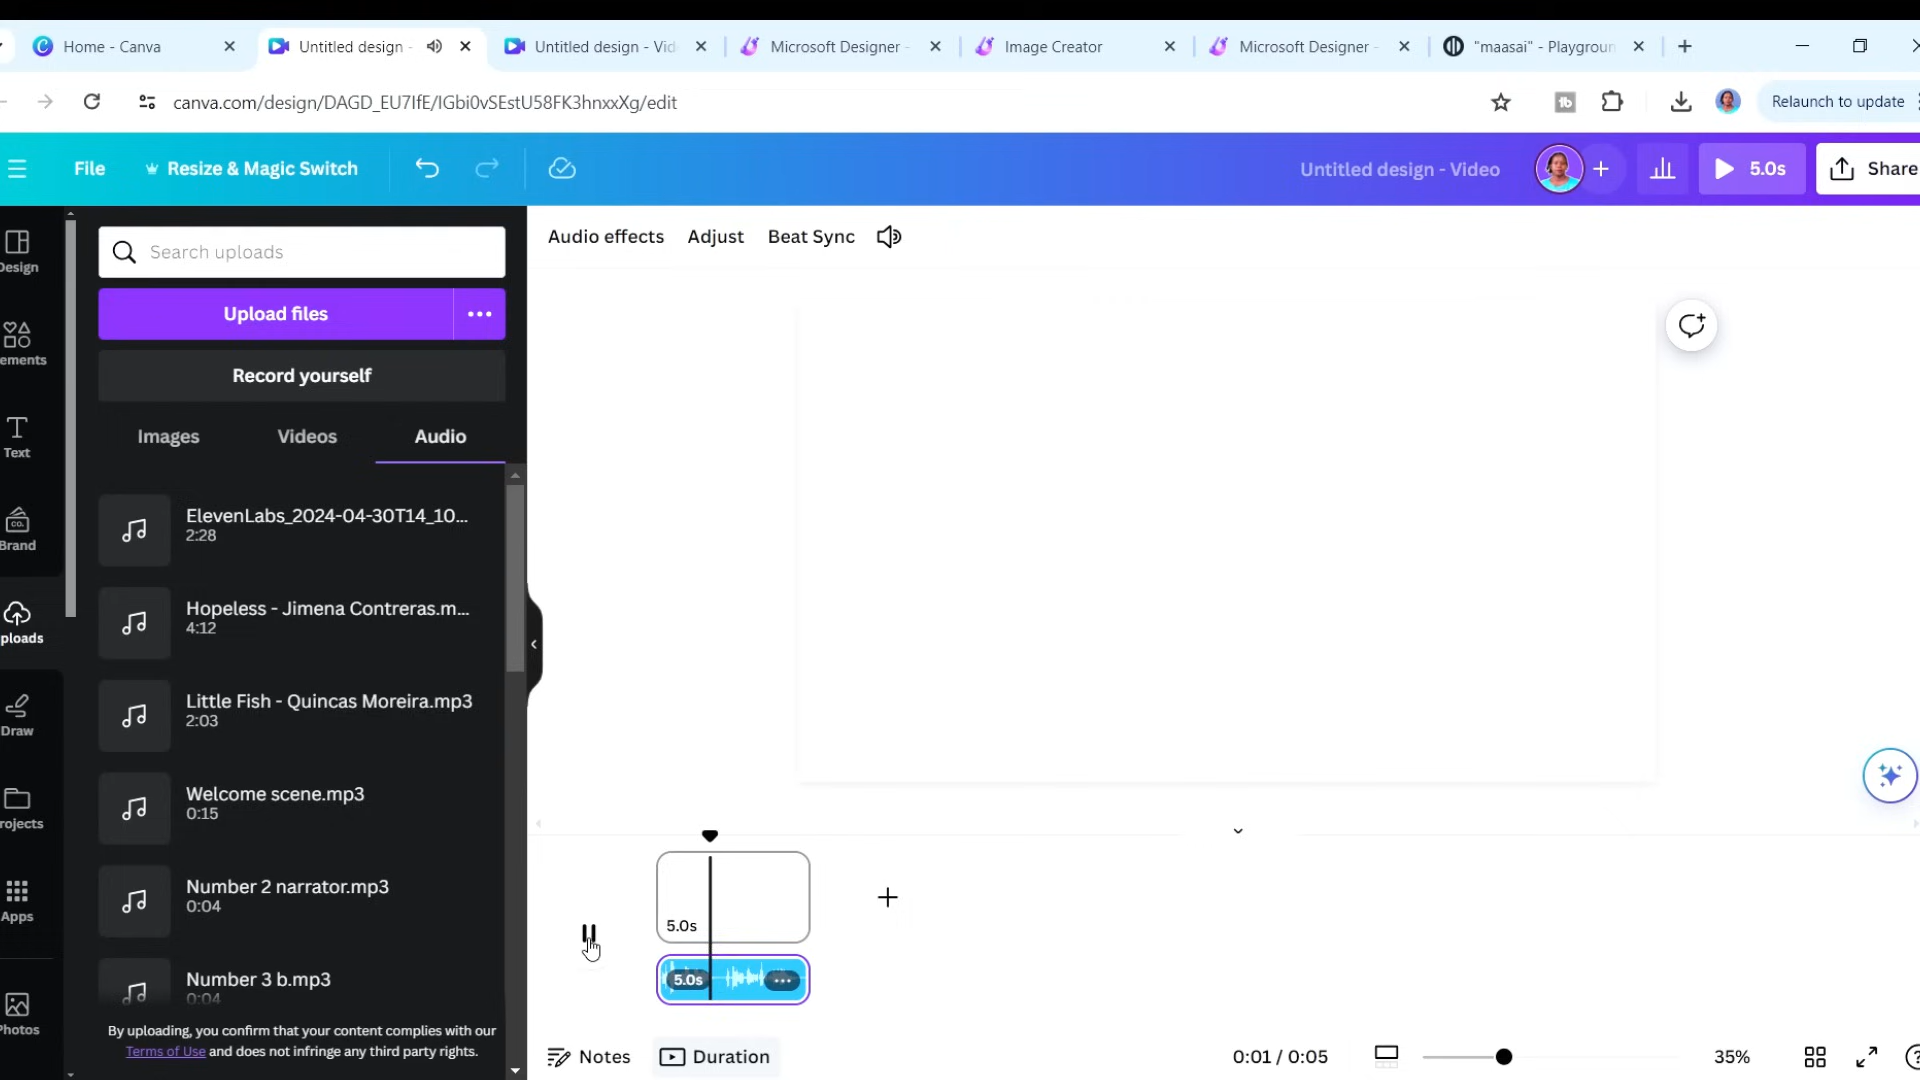 Home - Canva
Untitled design -
Untitled design - Vid
Microsoft Designer -
Image Creator
Microsoft Designer -
"maasai" - Playgroun
canva.com/design/DAGD_EU7IfE/IGbi0vSEstU58FK3hnxxXg/edit
tb
Relaunch to update
File
Resize & Magic Switch
Untitled design - Video
5.0s
Share
Design
ements
Text
CO.
Brand
ploads
Draw
rojects
Apps
Photos
Search uploads
Upload files
Record yourself
Images
Videos
Audio
ElevenLabs_2024-04-30T14_10...
2:28
Hopeless - Jimena Contreras.m...
4:12
Little Fish - Quincas Moreira.mp3
2:03
Welcome scene.mp3
0:15
Number 2 narrator.mp3
0:04
Number 3 b.mp3
0:04
By uploading, you confirm that your content complies with our
Terms of Use and does not infringe any third party rights.
Audio effects
Adjust
Beat Sync
5.0s
5.0s
Notes
Duration
0:01 / 0:05
35%